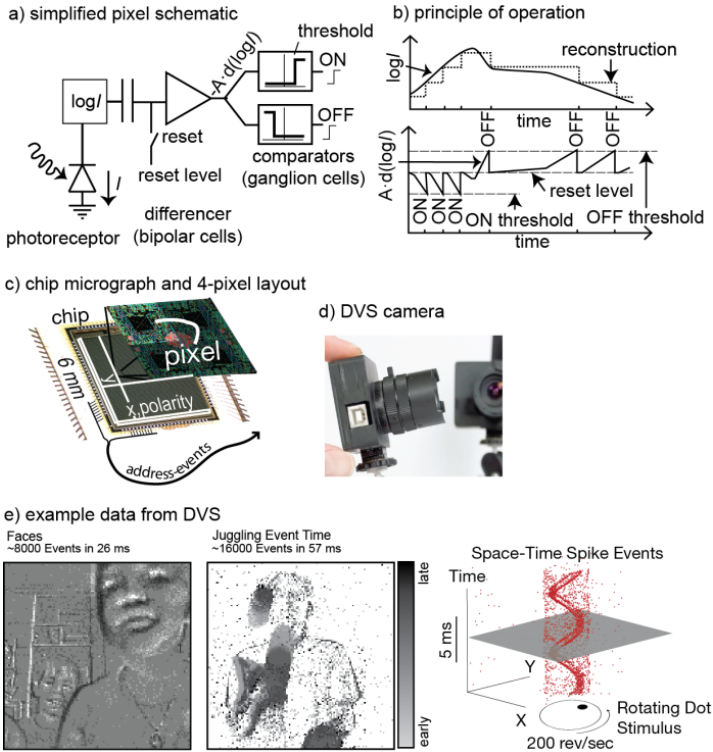 a) simplified pixel schematic
threshold
ON
-A·d(logI)
logI
OFF
reset
reset level
comparators
(ganglion cells)
I
photoreceptor
differencer
(bipolar cells)
b) principle of operation
logI
reconstruction
time
OFF
OFF
OFF
A·d(logI)
reset level
ON
ON
ON
ON threshold
OFF threshold
time
c) chip micrograph and 4-pixel layout
chip
pixel
6 mm
Y
x,polarity
address-events
d) DVS camera
e) example data from DVS
Faces
~8000 Events in 26 ms
Juggling Event Time
~16000 Events in 57 ms
late
early
Space-Time Spike Events
Time
5 ms
Y
X
Rotating Dot
Stimulus
200 rev/sec